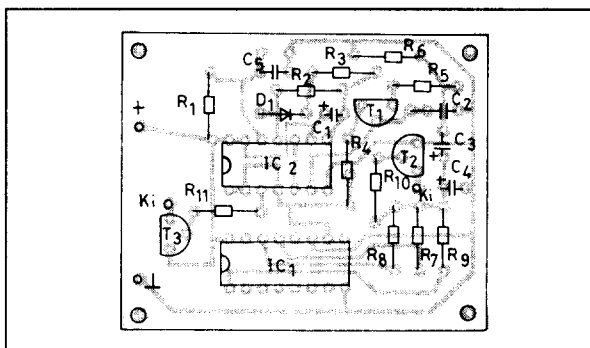 R6
C5
R2
R3
R5
R1
D1
C1
T1
C2
+
+
R4
T2
C3
+
IC2
R10
C4
+
Ki
R11
Ki
T3
IC1
R8
R7
R9
⊥